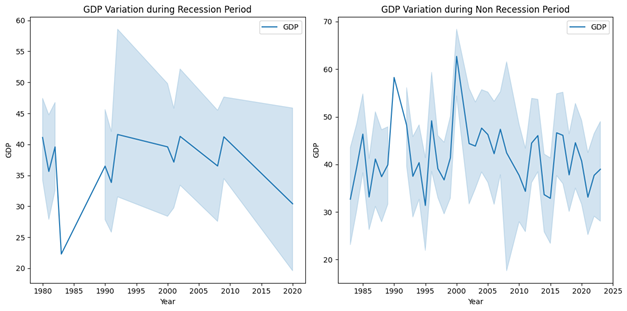 GDP Variation during Recession Period
GDP
60
55
50
45
40
35
30
25
20
GDP
1980 1985 1990 1995 2000 2005 2010 2015 2020
Year
GDP Variation during Non Recession Period
GDP
70
60
50
40
30
20
GDP
1985 1990 1995 2000 2005 2010 2015 2020 2025
Year